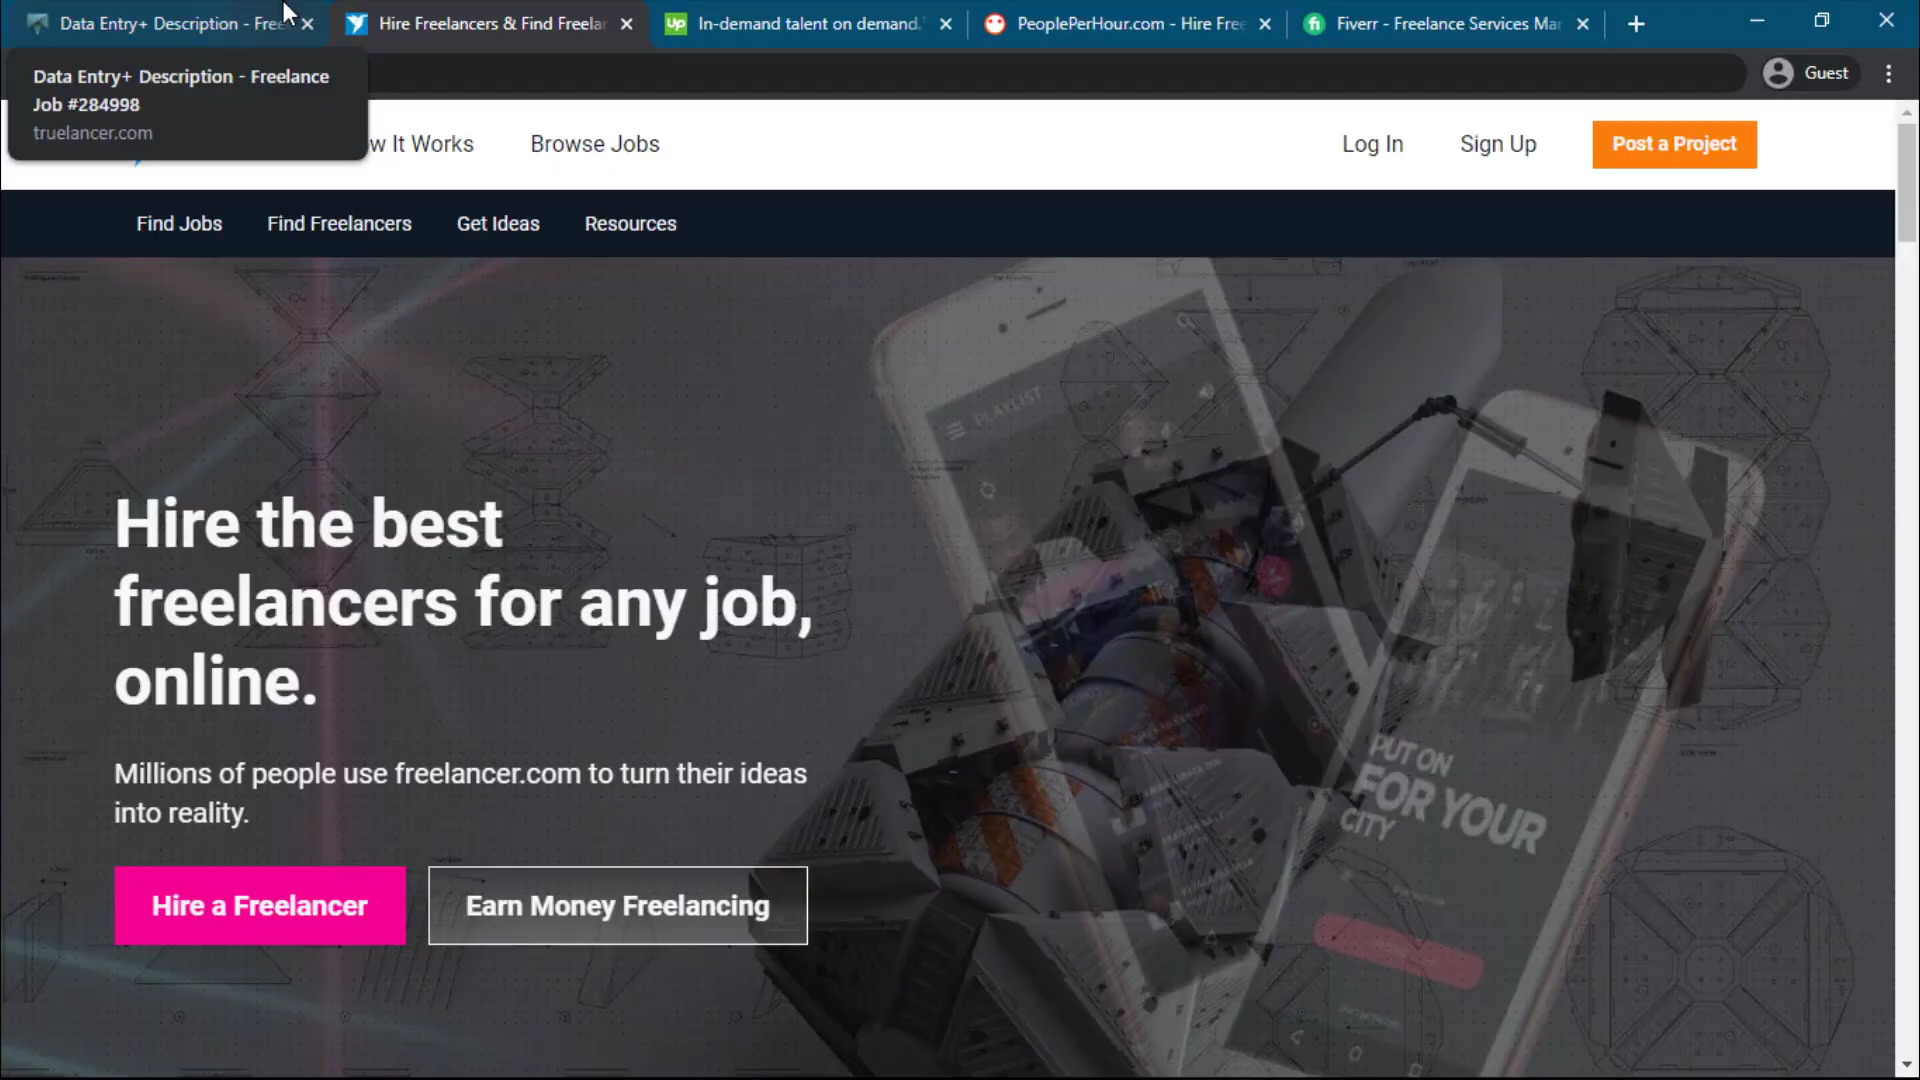 Data Entry+ Description - Free
Hire Freelancers & Find Freelan
up In-demand talent on demand.
PeoplePerHour.com - Hire Free
fi Fiverr - Freelance Services Mar
Data Entry+ Description - Freelance
Job #284998
truelancer.com
Guest
w It Works
Browse Jobs
Log In
Sign Up
Post a Project
Find Jobs
Find Freelancers
Get Ideas
Resources
PLAYLIST
Hire the best
freelancers for any job,
online.
PUT ON
FOR YOUR
CITY
Millions of people use freelancer.com to turn their ideas
into reality.
Hire a Freelancer
Earn Money Freelancing